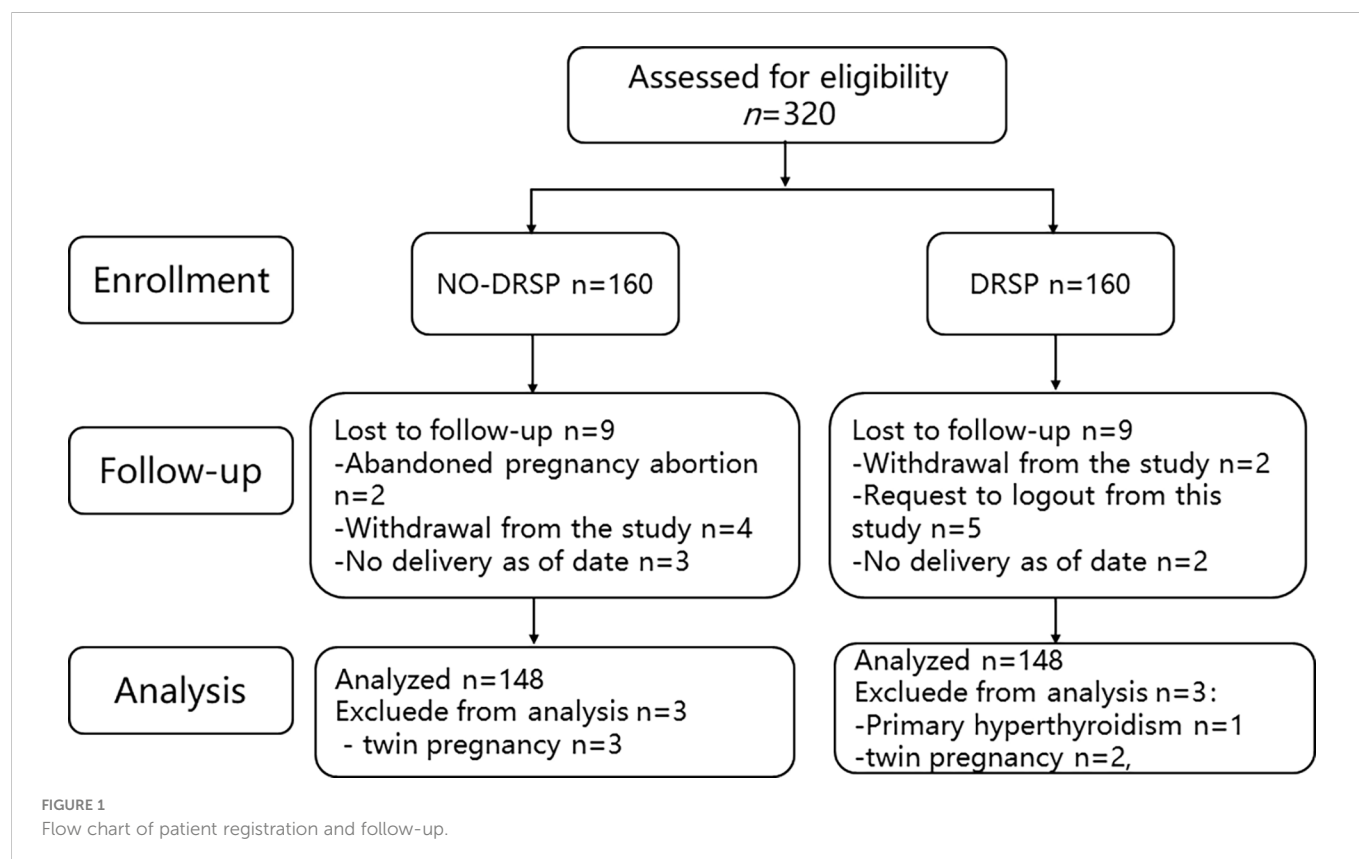 Assessed for eligibility
n=320
Enrollment
NO-DRSP n=160
DRSP n=160
Follow-up
Lost to follow-up n=9
-Abandoned pregnancy abortion
n=2
-Withdrawal from the study n=4
-No delivery as of date n=3
Lost to follow-up n=9
-Withdrawal from the study n=2
-Request to logout from this
study n=5
-No delivery as of date n=2
Analysis
Analyzed n=148
Excluede from analysis n=3
- twin pregnancy n=3
Analyzed n=148
Excluede from analysis n=3:
-Primary hyperthyroidism n=1
-twin pregnancy n=2,
FIGURE 1
Flow chart of patient registration and follow-up.